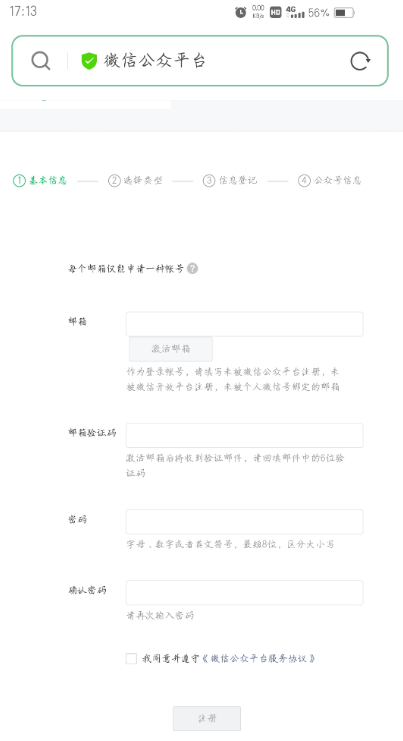 17:13
0.00 KB/s HD 4G 56%
微信公众平台
1 基本信息 2 选择类型 3 信息登记 4 公众号信息
每个邮箱仅能申请一种帐号 ?
邮箱
激活邮箱
作为登录帐号，请填写未被微信公众平台注册，未
被微信开放平台注册，未被个人微信号绑定的邮箱
邮箱验证码
激活邮箱后将收到验证邮件，请回填邮件中的6位验
证码
密码
字母、数字或者英文符号，最短8位，区分大小写
确认密码
请再次输入密码
我同意并遵守《微信公众平台服务协议》
注册